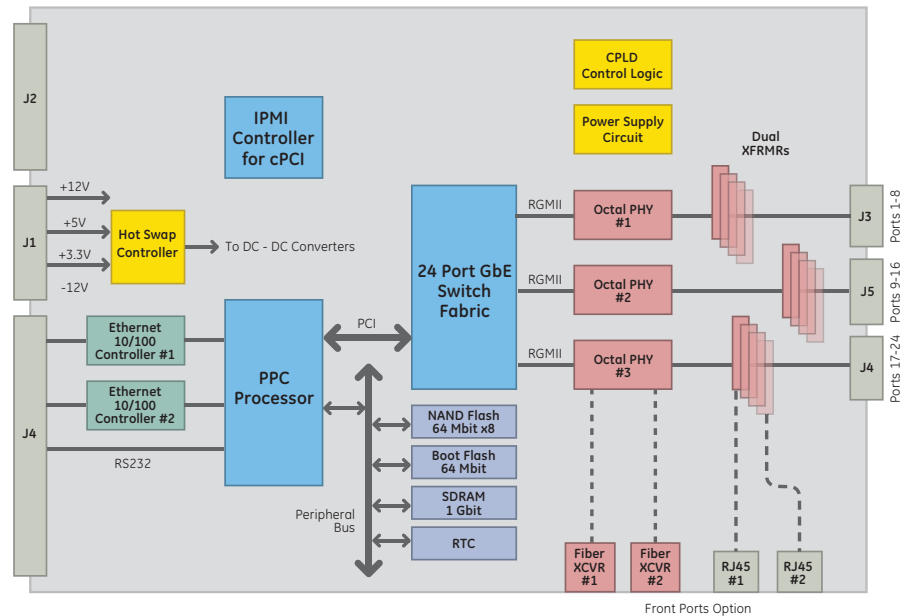 J2
J1
J4
+12V
+5V
+3.3V
-12V
Hot Swap
Controller
To DC - DC Converters
IPMI
Controller
for cPCI
CPLD
Control Logic
Power Supply
Circuit
Dual
XFRMRs
24 Port GbE
Switch
Fabric
RGMII
Octal PHY
#1
J3
Ports 1-8
RGMII
Octal PHY
#2
J5
Ports 9-16
RGMII
Octal PHY
#3
J4
Ports 17-24
Ethernet
10/100
Controller #1
Ethernet
10/100
Controller #2
RS232
PPC
Processor
PCI
Peripheral
Bus
NAND Flash
64 Mbit x8
Boot Flash
64 Mbit
SDRAM
1 Gbit
RTC
Fiber
XCVR
#1
Fiber
XCVR
#2
RJ45
#1
RJ45
#2
Front Ports Option